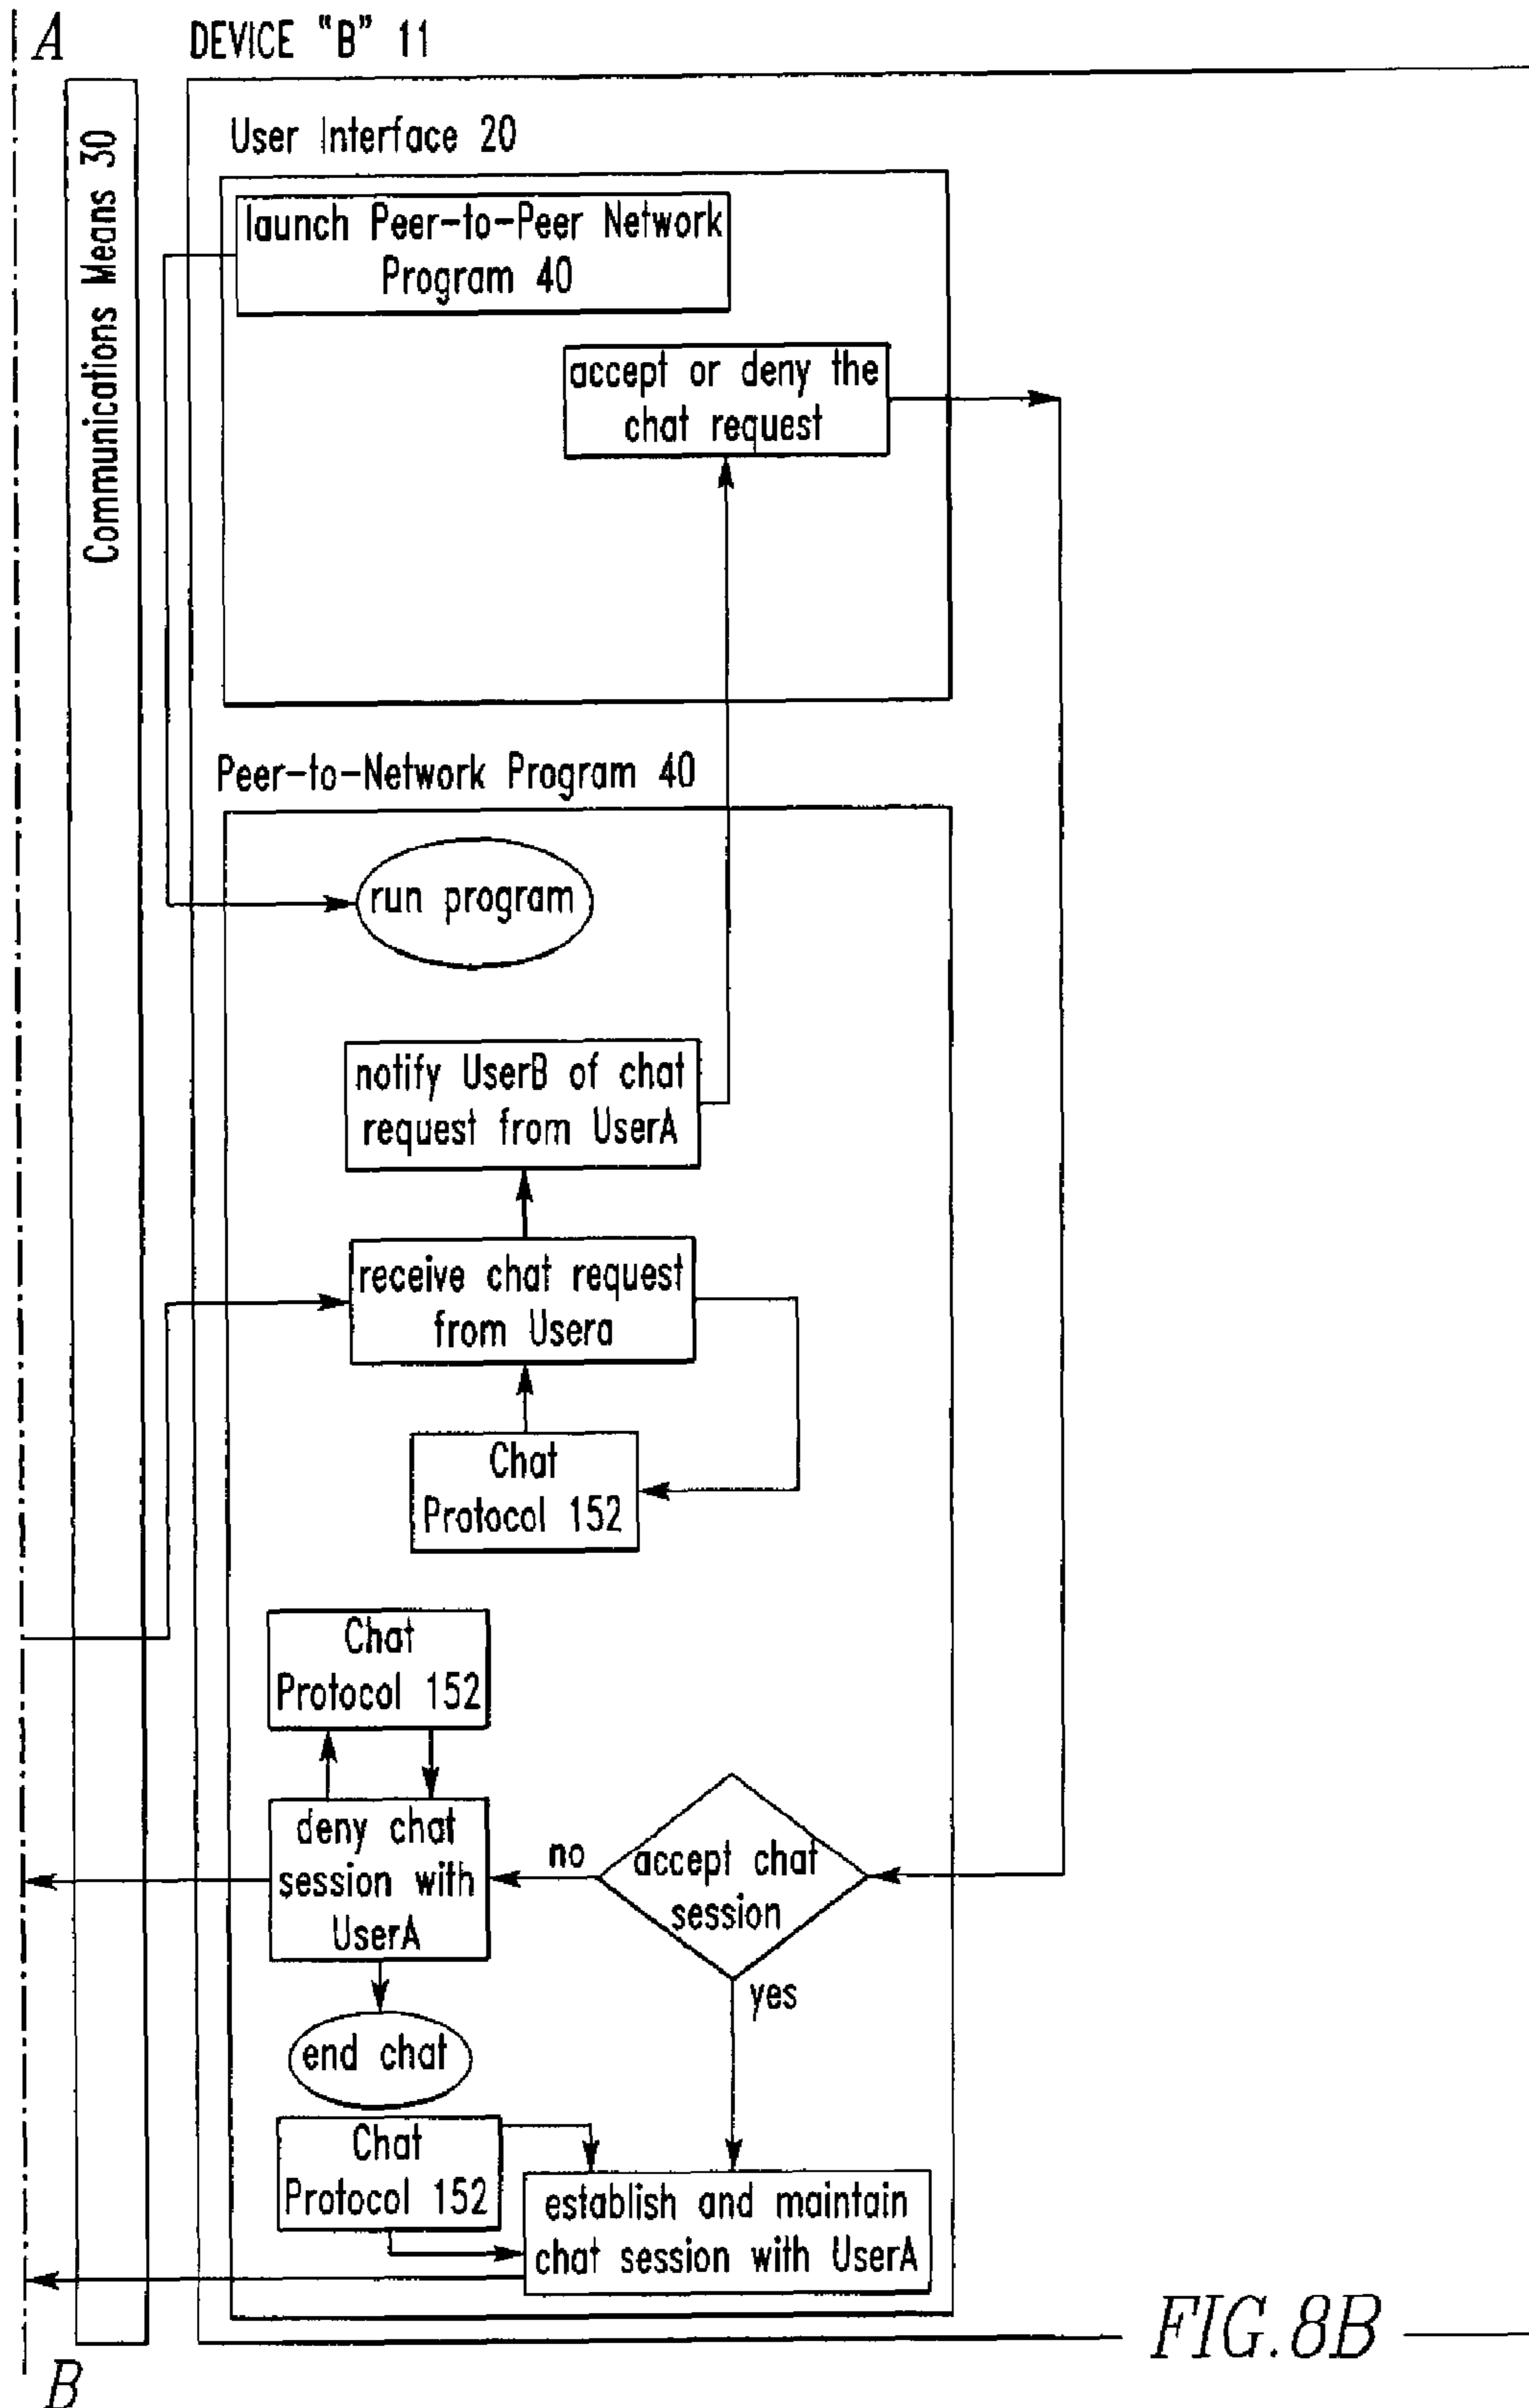 A
DEVICE "B" 11
Communications Means 30
User Interface 20
launch Peer-to-Peer Network
Program 40
accept or deny the
chat request
Peer-to-Network Program 40
run program
notify UserB of chat
request from UserA
receive chat request
from Usera
Chat
Protocol 152
Chat
Protocol 152
deny chat
session with
UserA
no
accept chat
session
yes
end chat
Chat
Protocol 152
establish and maintain
chat session with UserA
FIG.8B
B